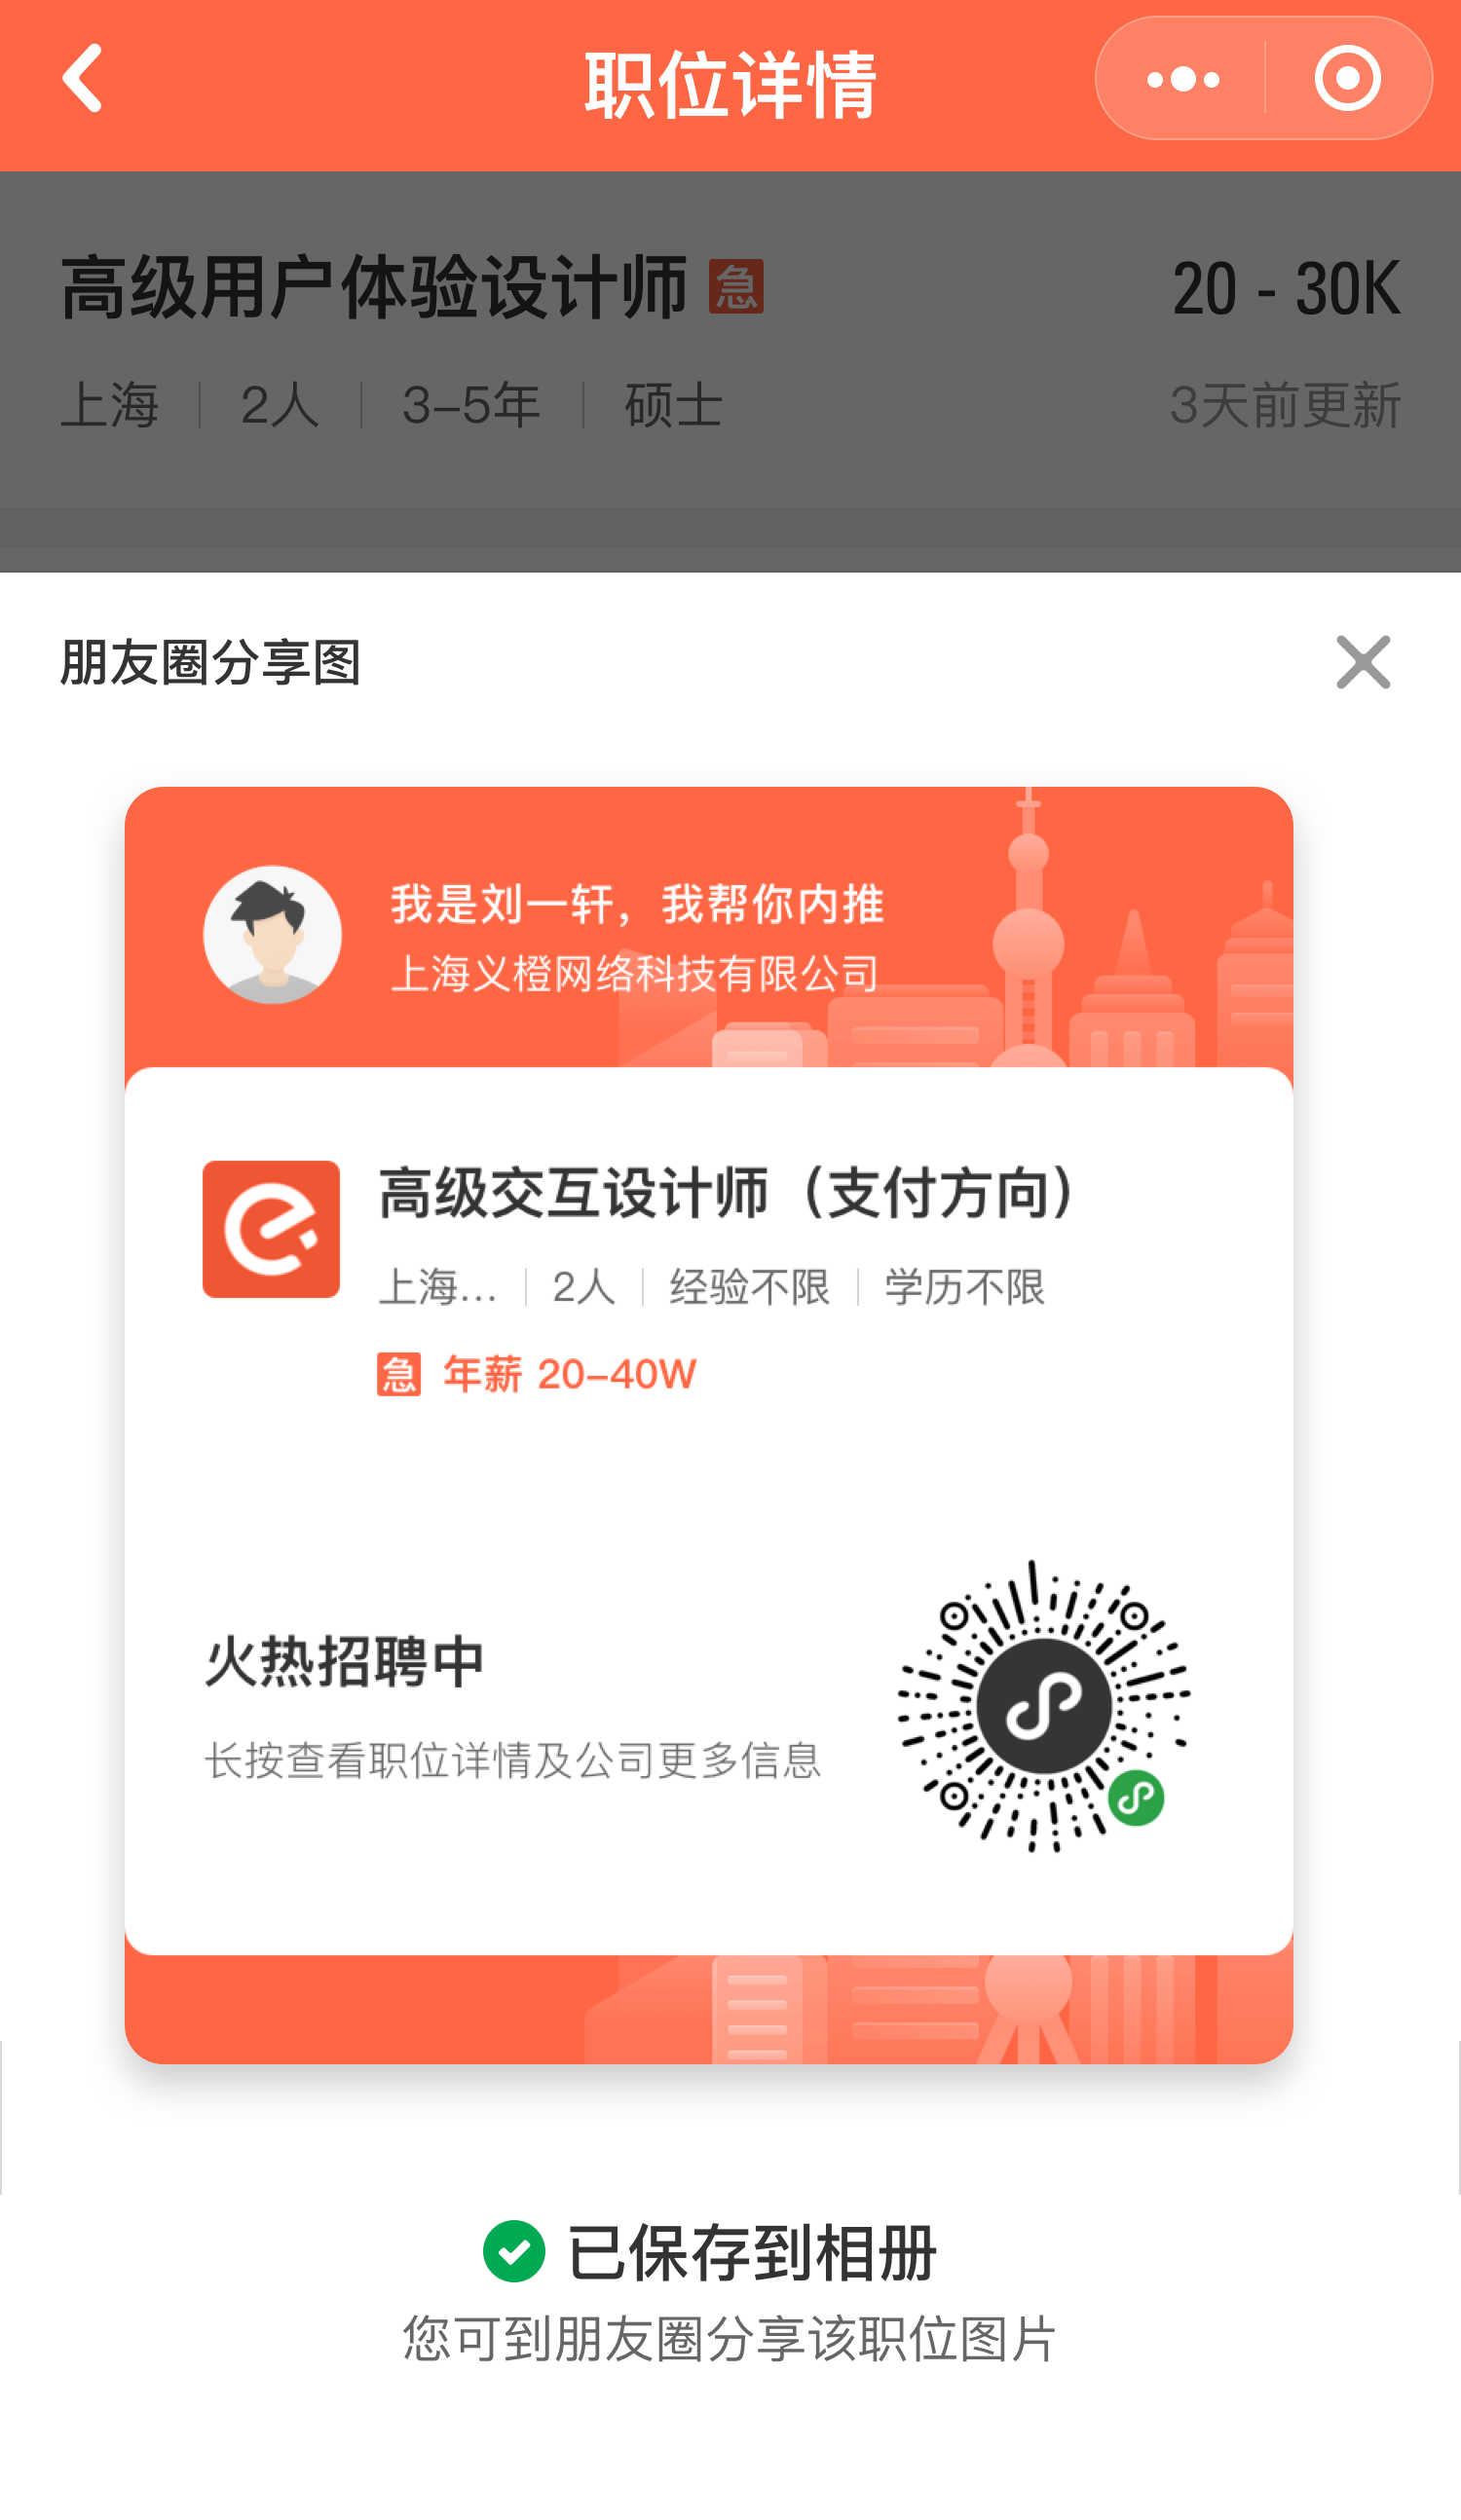 职位详情
高级用户体验设计师 急 20 - 30K
上海 2人 3-5年 硕士 3天前更新
朋友圈分享图
我是刘一轩，我帮你内推
上海义橙网络科技有限公司
高级交互设计师（支付方向）
上海... 2人 经验不限 学历不限
急 年薪 20-40W
火热招聘中
长按查看职位详情及公司更多信息
已保存到相册
您可到朋友圈分享该职位图片